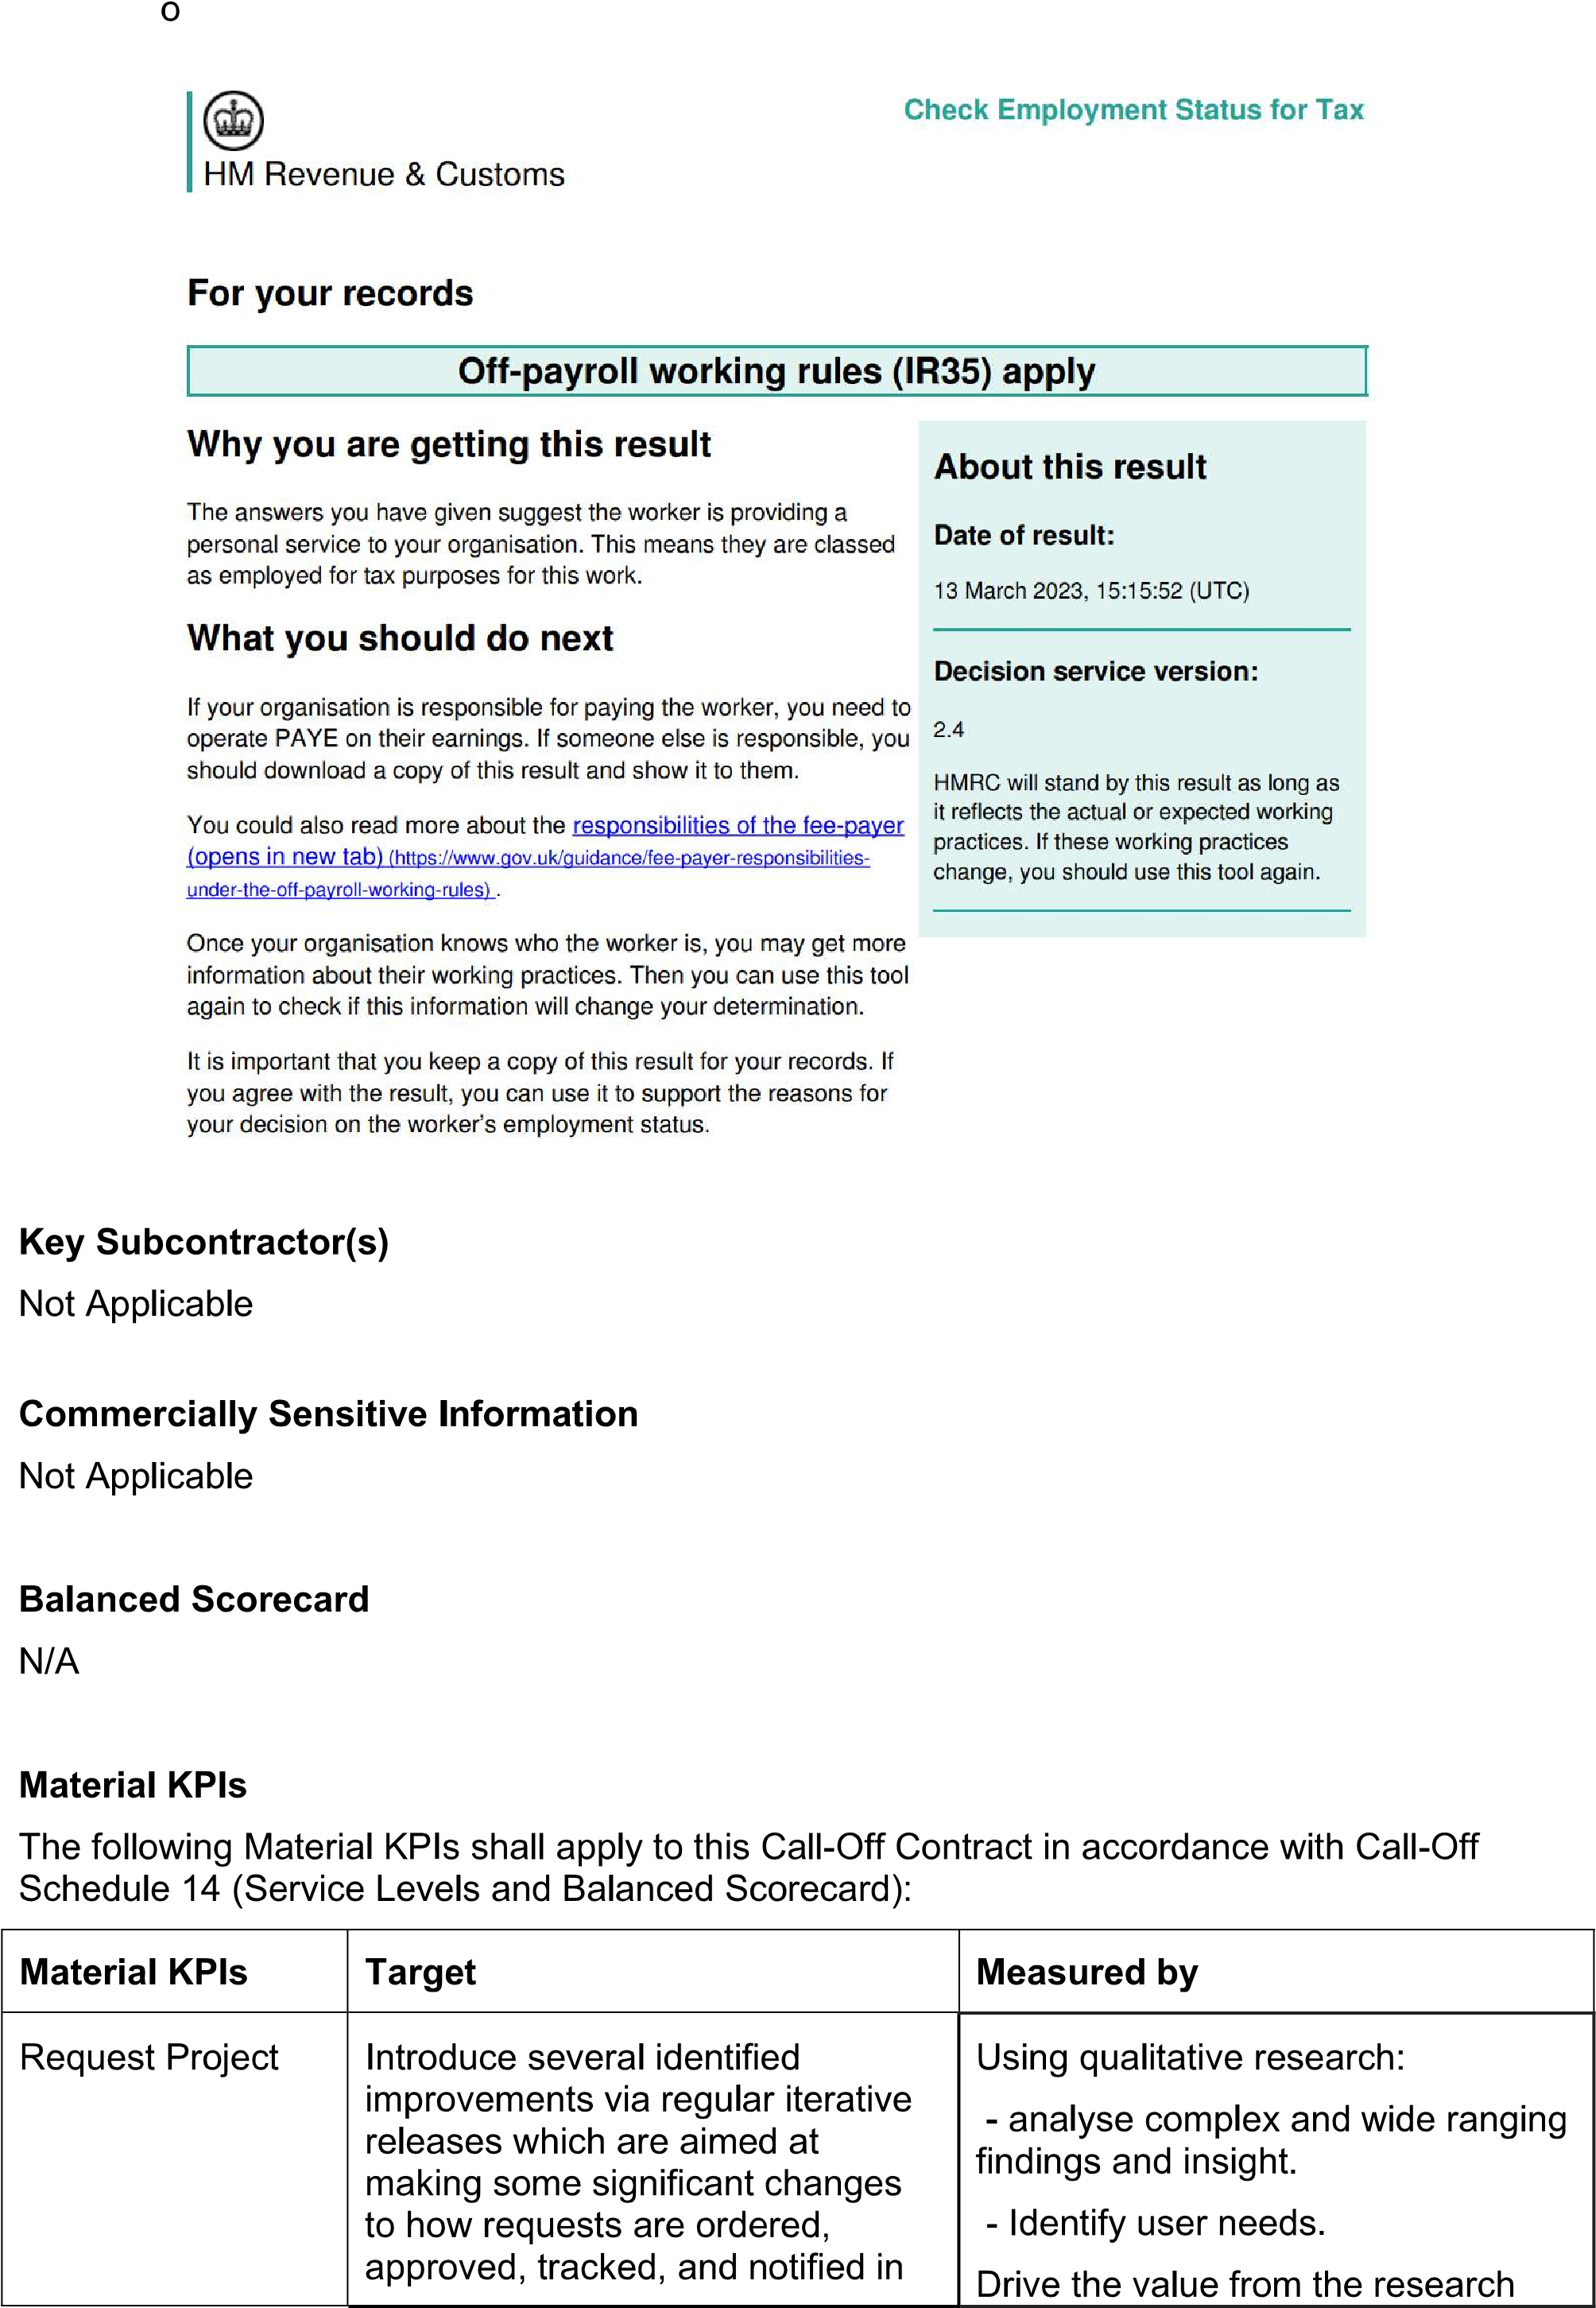 o
Check Employment Status for Tax
HM Revenue & Customs
For your records
Off-payroll working rules (IR35) apply
Why you are getting this result
The answers you have given suggest the worker is providing a
personal service to your organisation. This means they are classed
as employed for tax purposes for this work.
What you should do next
If your organisation is responsible for paying the worker, you need to
operate PAYE on their earnings. If someone else is responsible, you
should download a copy of this result and show it to them.
You could also read more about the responsibilities of the fee-payer
(opens in new tab) (https://www.gov.uk/guidance/fee-payer-responsibilities-
under-the-off-payroll-working-rules) .
Once your organisation knows who the worker is, you may get more
information about their working practices. Then you can use this tool
again to check if this information will change your determination.
It is important that you keep a copy of this result for your records. If
you agree with the result, you can use it to support the reasons for
your decision on the worker's employment status.
About this result
Date of result:
13 March 2023, 15:15:52 (UTC)
Decision service version:
2.4
HMRC will stand by this result as long as
it reflects the actual or expected working
practices. If these working practices
change, you should use this tool again.
Key Subcontractor(s)
Not Applicable
Commercially Sensitive Information
Not Applicable
Balanced Scorecard
N/A
Material KPIs
The following Material KPIs shall apply to this Call-Off Contract in accordance with Call-Off
Schedule 14 (Service Levels and Balanced Scorecard):
Material KPIs
Target
Measured by
Request Project
Introduce several identified
improvements via regular iterative
releases which are aimed at
making some significant changes
to how requests are ordered,
approved, tracked, and notified in
Using qualitative research:
- analyse complex and wide ranging
findings and insight.
- Identify user needs.
Drive the value from the research